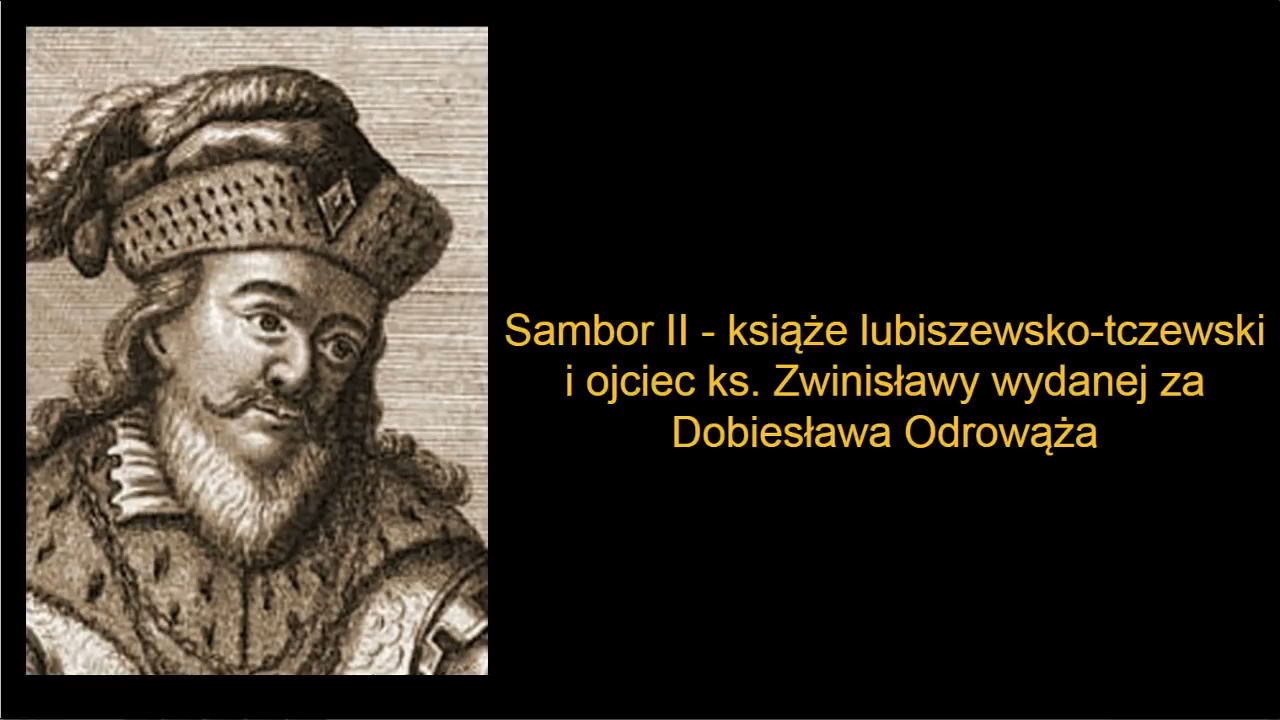 Sambor II - książe lubiszewsko-tczewski
i ojciec ks. Zwinisławy wydanej za
Dobiesława Odrowąża